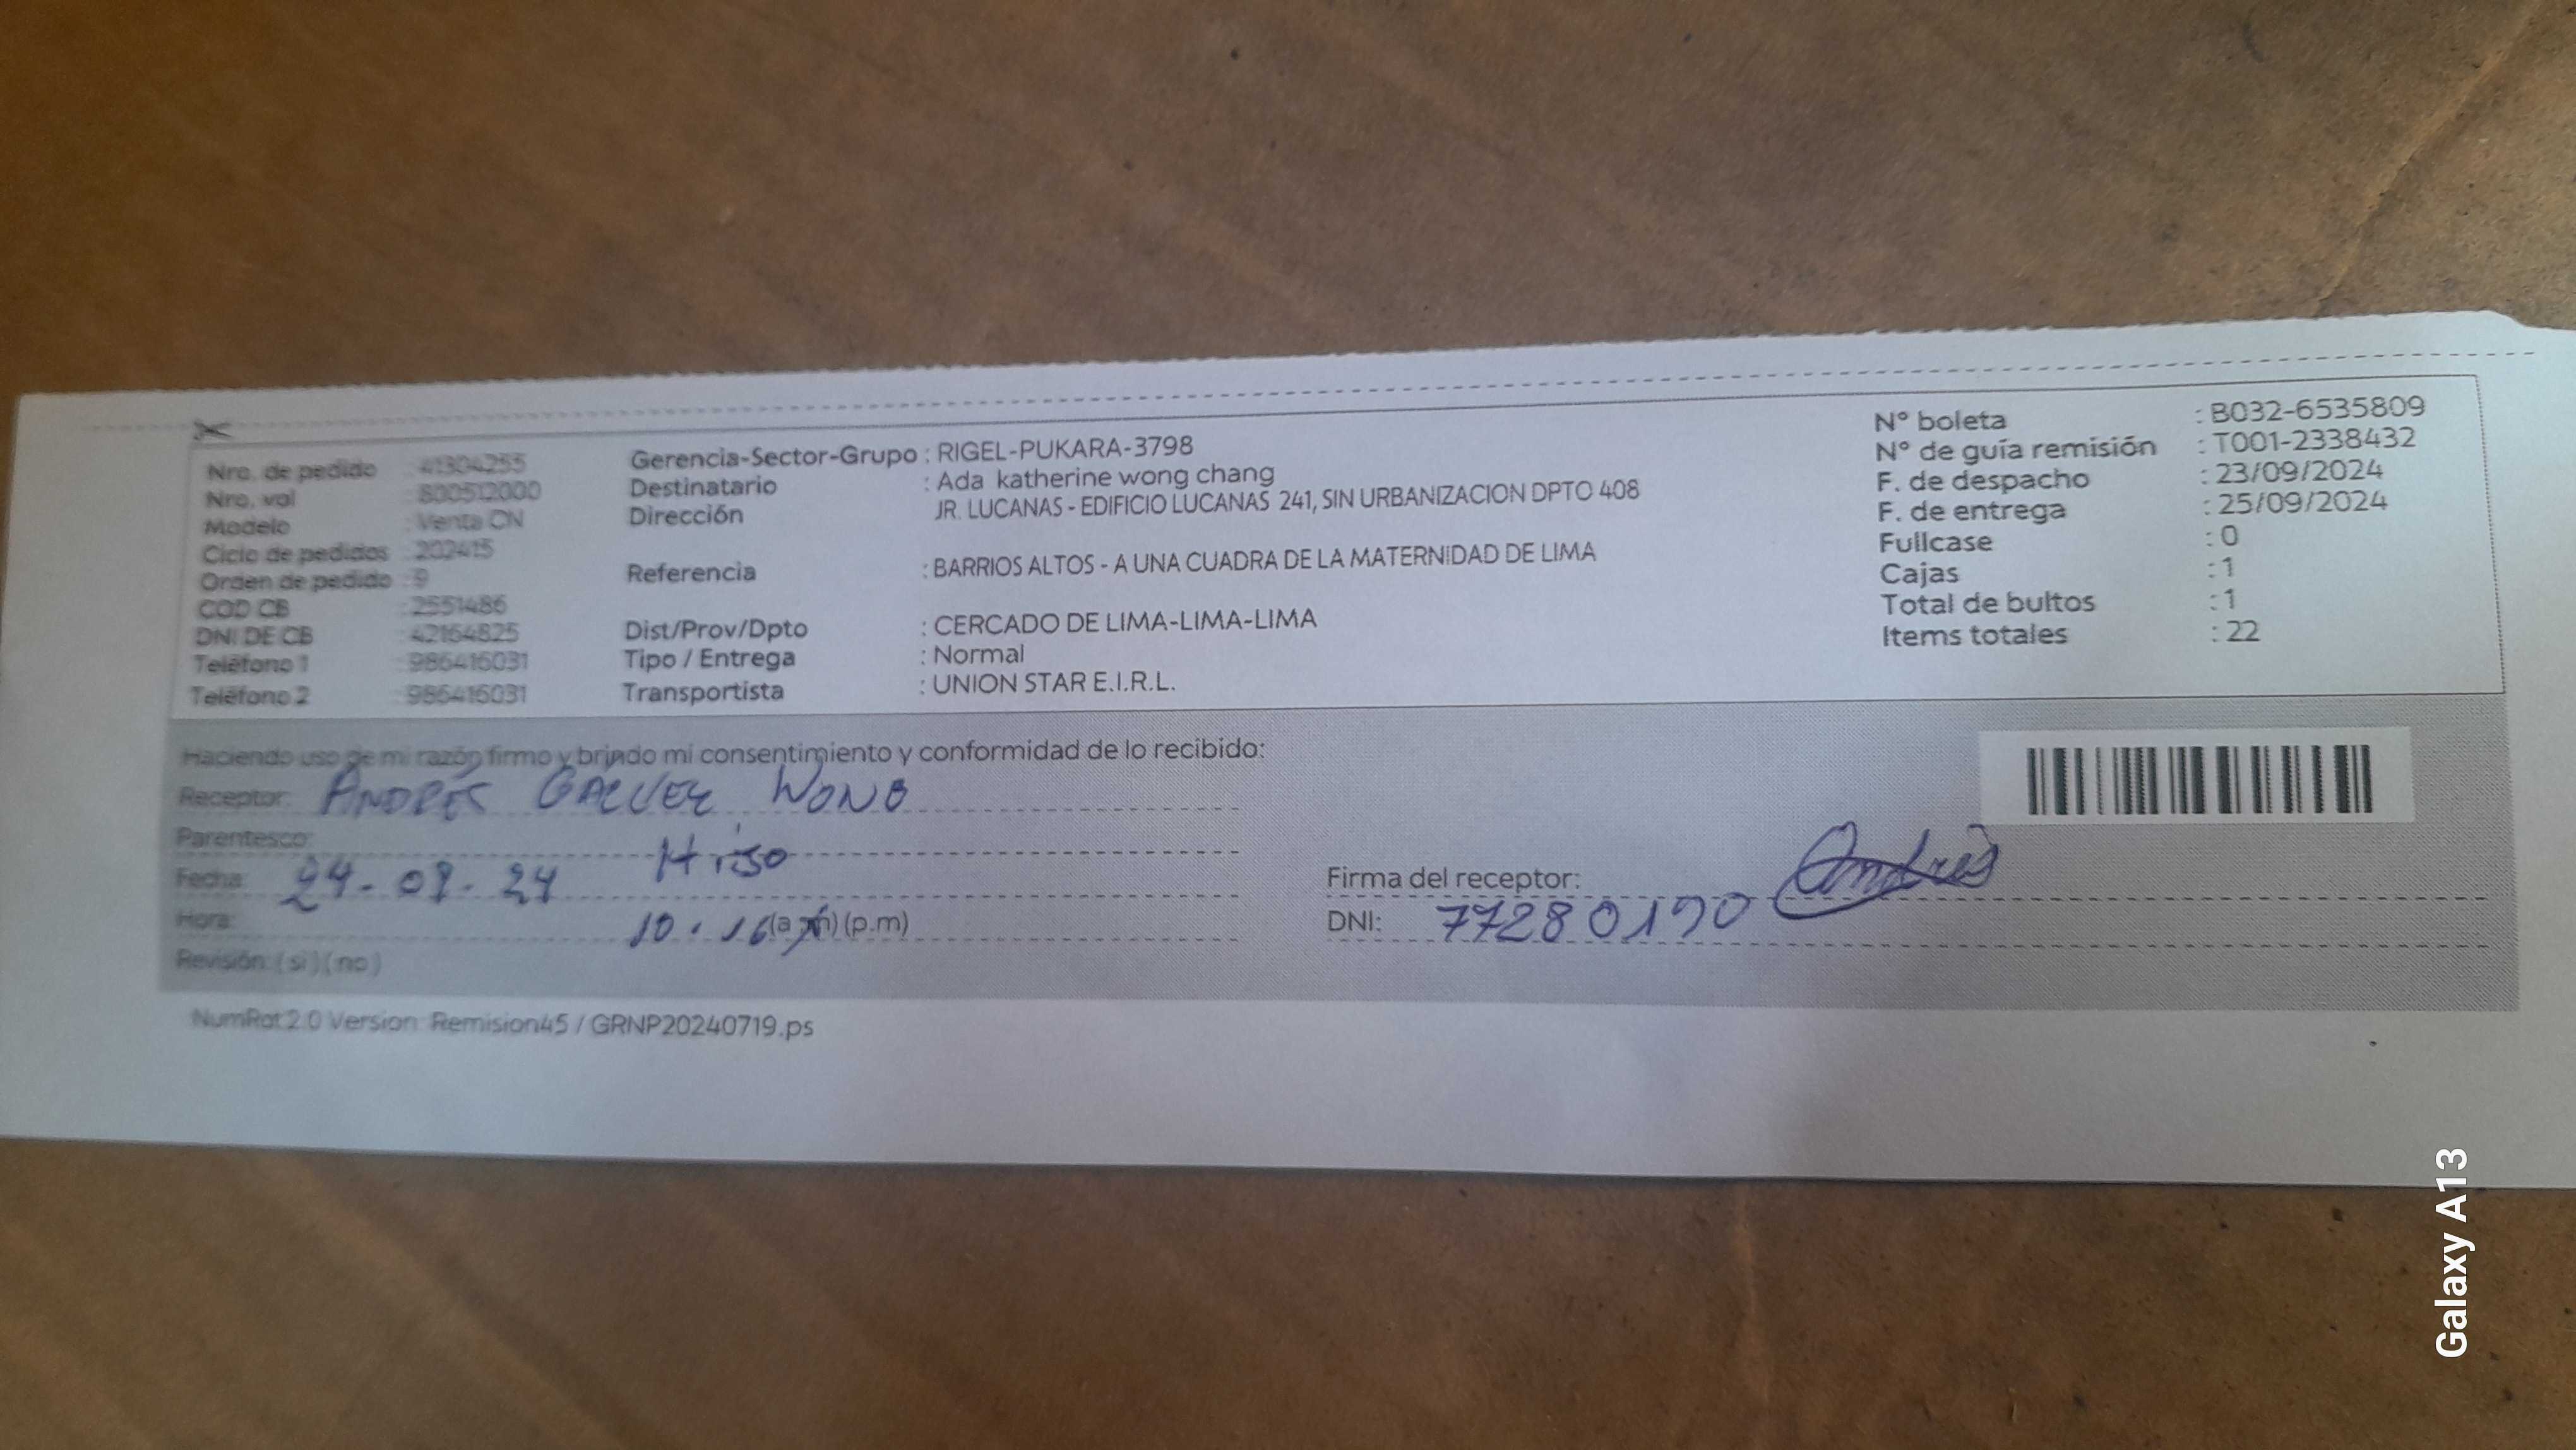 Nro. de pedido : 41304255
Nro. val : 800512000
Modelo : Venta CN
Ciclo de pedidos : 202415
Orden de pedido : 9
COD CB : 2551486
DNI DE CB : 42164825
Teléfono 1 : 986416031
Teléfono 2 : 986416031
Gerencia-Sector-Grupo : RIGEL-PUKARA-3798
Destinatario : Ada katherine wong chang
Dirección JR. LUCANAS - EDIFICIO LUCANAS 241, SIN URBANIZACION DPTO 408
Referencia : BARRIOS ALTOS - A UNA CUADRA DE LA MATERNIDAD DE LIMA
Dist/Prov/Dpto : CERCADO DE LIMA-LIMA-LIMA
Tipo / Entrega : Normal
Transportista : UNION STAR E.I.R.L.
N° boleta : B032-6535809
N° de guía remisión : T001-2338432
F. de despacho : 23/09/2024
F. de entrega : 25/09/2024
Fullcase : 0
Cajas : 1
Total de bultos : 1
Items totales : 22
Haciendo uso de mi razón firmo y brindo mi consentimiento y conformidad de lo recibido:
Receptor: ANDRÉS GALVEZ WONG
Parentesco: Hijo
Fecha: 24-09-24
Hora: 10:16 (a.m) (p.m)
Revisión: (si) (no)
Firma del receptor: Andrés
DNI: 77280190
NumRot 2.0 Version: Remision45 / GRNP20240719.ps
Galaxy A13